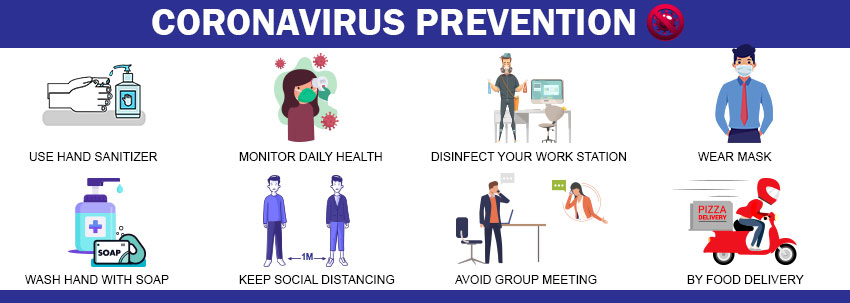 CORONAVIRUS PREVENTION
USE HAND SANITIZER
MONITOR DAILY HEALTH
DISINFECT YOUR WORK STATION
WEAR MASK
SOAP
1M
PIZZA
DELIVERY
WASH HAND WITH SOAP
KEEP SOCIAL DISTANCING
AVOID GROUP MEETING
BY FOOD DELIVERY